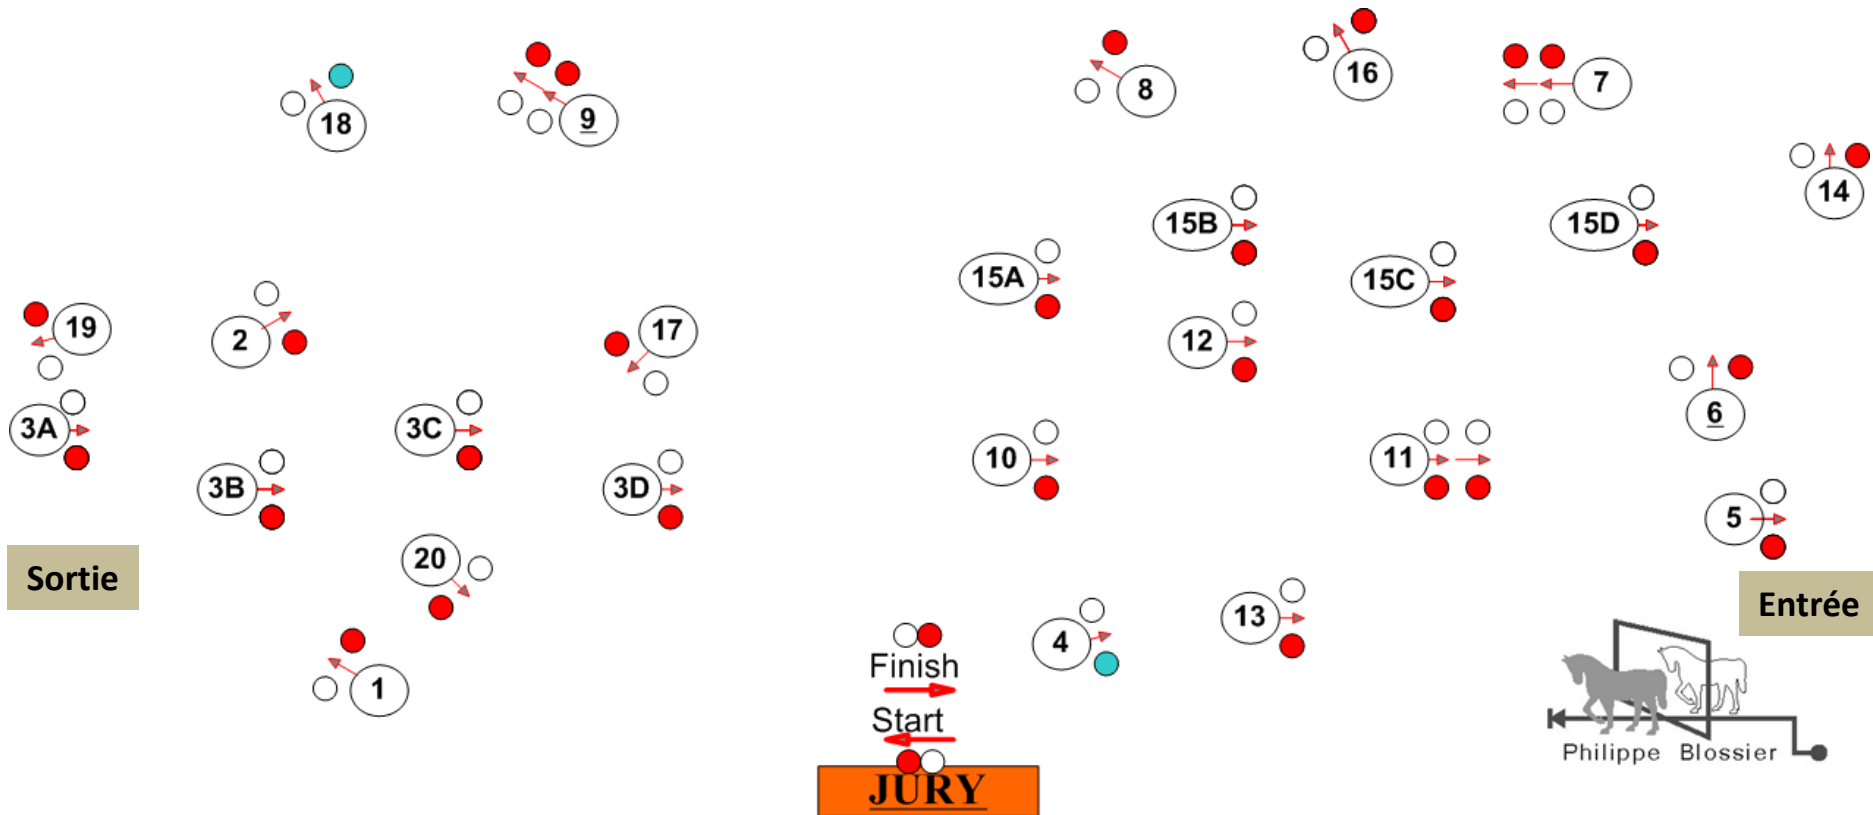 16
8
7
18
9
14
15B
15D
15A
15C
19
2
17
12
3A
3C
6
10
11
3B
3D
5
20
Sortie
Entrée
13
4
Finish
1
Start
Philippe Blossier
JURY